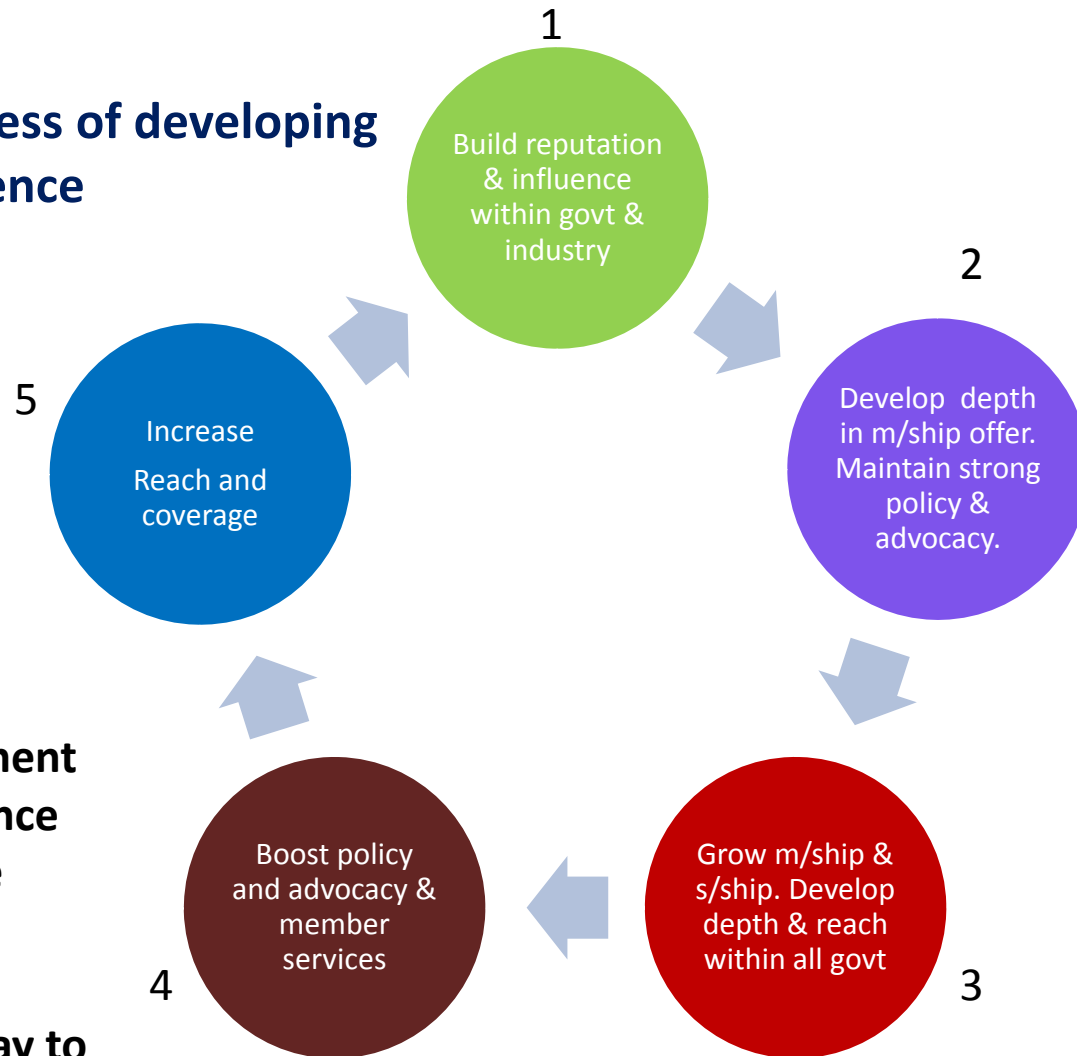 1
ess of developing
ence
Build reputation
& influence
within govt &
industry
2
Develop depth
in m/ship offer.
Maintain strong
policy &
advocacy.
5
Increase
Reach and
coverage
nent
nce
e
Boost policy
and advocacy &
member
services
4
Grow m/ship &
s/ship. Develop
depth & reach
within all govt
3
ay to